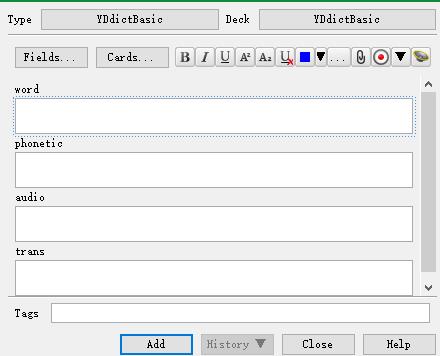 Type YDdictBasic Deck YDdictBasic
Fields... Cards... B I U A² A₂ U ...
word
phonetic
audio
trans
Tags
Add History ▼ Close Help